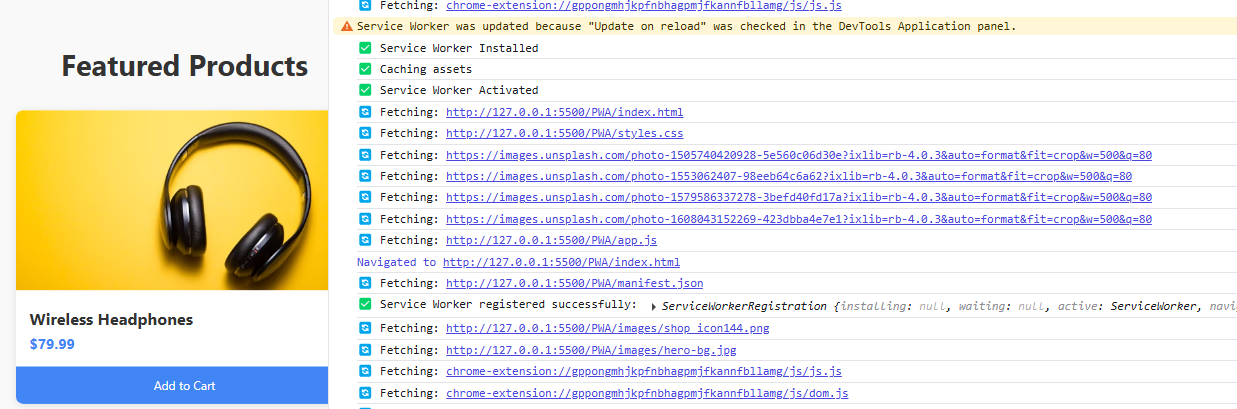 Fetching: chrome-extension://gppongmhjkpfnbhagpmjfkannfbllamg/js/js.js
Service Worker was updated because "Update on reload" was checked in the DevTools Application panel.
Service Worker Installed
Caching assets
Service Worker Activated
Fetching: http://127.0.0.1:5500/PWA/index.html
Fetching: http://127.0.0.1:5500/PWA/styles.css
Fetching: https://images.unsplash.com/photo-1505740420928-5e560c06d30e?ixlib=rb-4.0.3&auto=format&fit=crop&w=500&q=80
Fetching: https://images.unsplash.com/photo-1553062407-98eeb64c6a62?ixlib=rb-4.0.3&auto=format&fit=crop&w=500&q=80
Fetching: https://images.unsplash.com/photo-1579586337278-3befd40fd17a?ixlib=rb-4.0.3&auto=format&fit=crop&w=500&q=80
Fetching: https://images.unsplash.com/photo-1608043152269-423dbba4e7e1?ixlib=rb-4.0.3&auto=format&fit=crop&w=500&q=80
Fetching: http://127.0.0.1:5500/PWA/app.js
Navigated to http://127.0.0.1:5500/PWA/index.html
Fetching: http://127.0.0.1:5500/PWA/manifest.json
Service Worker registered successfully: ServiceWorkerRegistration {installing: null, waiting: null, active: ServiceWorker, navi
Fetching: http://127.0.0.1:5500/PWA/images/shop_icon144.png
Fetching: http://127.0.0.1:5500/PWA/images/hero-bg.jpg
Fetching: chrome-extension://gppongmhjkpfnbhagpmjfkannfbllamg/js/js.js
Fetching: chrome-extension://gppongmhjkpfnbhagpmjfkannfbllamg/js/dom.js
Featured Products
Wireless Headphones
$79.99
Add to Cart